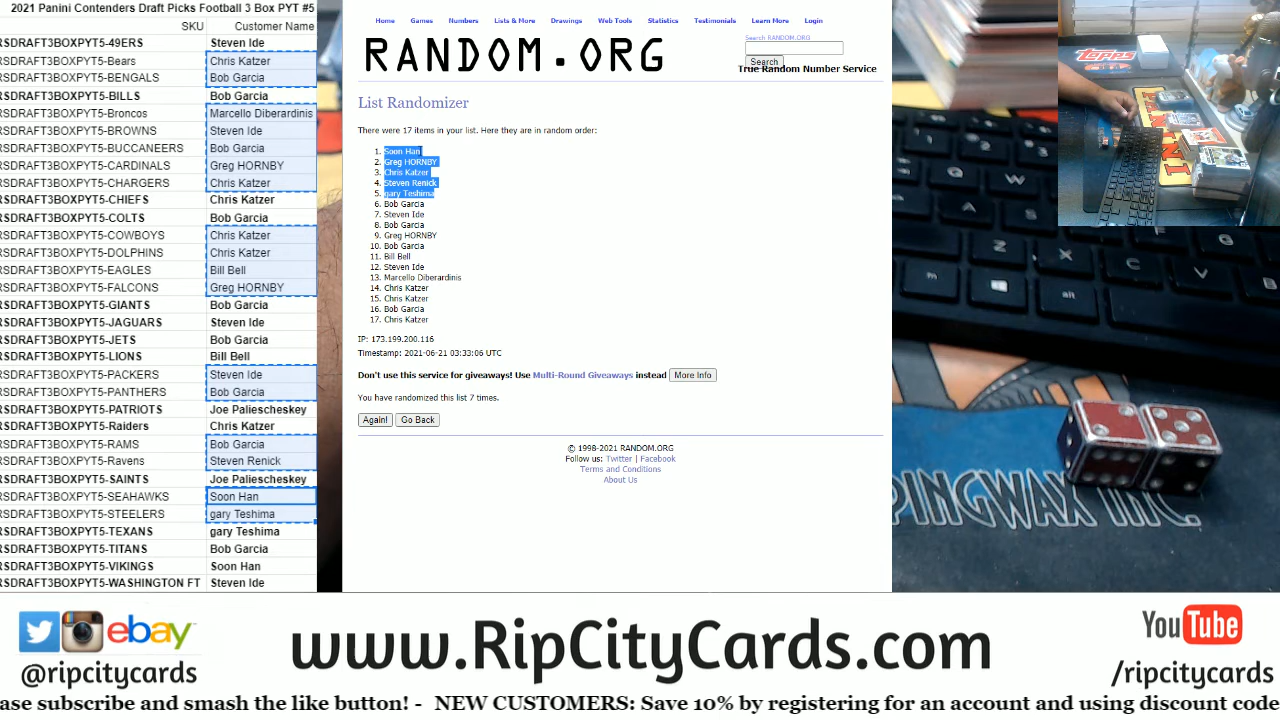 2021 Panini Contenders Draft Picks Football 3 Box PYT #5
SKU Customer Name
RSDRAFT3BOXPYT5-49ERS Steven Ide
RSDRAFT3BOXPYT5-Bears Chris Katzer
RSDRAFT3BOXPYT5-BENGALS Bob Garcia
RSDRAFT3BOXPYT5-BILLS Bob Garcia
RSDRAFT3BOXPYT5-Broncos Marcello Diberardinis
RSDRAFT3BOXPYT5-BROWNS Steven Ide
RSDRAFT3BOXPYT5-BUCCANEERS Bob Garcia
RSDRAFT3BOXPYT5-CARDINALS Greg HORNBY
RSDRAFT3BOXPYT5-CHARGERS Chris Katzer
RSDRAFT3BOXPYT5-CHIEFS Chris Katzer
RSDRAFT3BOXPYT5-COLTS Bob Garcia
RSDRAFT3BOXPYT5-COWBOYS Chris Katzer
RSDRAFT3BOXPYT5-DOLPHINS Chris Katzer
RSDRAFT3BOXPYT5-EAGLES Bill Bell
RSDRAFT3BOXPYT5-FALCONS Greg HORNBY
RSDRAFT3BOXPYT5-GIANTS Bob Garcia
RSDRAFT3BOXPYT5-JAGUARS Steven Ide
RSDRAFT3BOXPYT5-JETS Bob Garcia
RSDRAFT3BOXPYT5-LIONS Bill Bell
RSDRAFT3BOXPYT5-PACKERS Steven Ide
RSDRAFT3BOXPYT5-PANTHERS Bob Garcia
RSDRAFT3BOXPYT5-PATRIOTS Joe Paliescheskey
RSDRAFT3BOXPYT5-Raiders Chris Katzer
RSDRAFT3BOXPYT5-RAMS Bob Garcia
RSDRAFT3BOXPYT5-Ravens Steven Renick
RSDRAFT3BOXPYT5-SAINTS Joe Paliescheskey
RSDRAFT3BOXPYT5-SEAHAWKS Soon Han
RSDRAFT3BOXPYT5-STEELERS gary Teshima
RSDRAFT3BOXPYT5-TEXANS gary Teshima
RSDRAFT3BOXPYT5-TITANS Bob Garcia
RSDRAFT3BOXPYT5-VIKINGS Soon Han
RSDRAFT3BOXPYT5-WASHINGTON FT Steven Ide
Home Games Numbers Lists & More Drawings Web Tools Statistics Testimonials Learn More Login
RANDOM.ORG
Search RANDOM.ORG
Search
True Random Number Service
List Randomizer
There were 17 items in your list. Here they are in random order:
1. Soon Han
2. Greg HORNBY
3. Chris Katzer
4. Steven Renick
5. gary Teshima
6. Bob Garcia
7. Steven Ide
8. Bob Garcia
9. Greg HORNBY
10. Bob Garcia
11. Bill Bell
12. Steven Ide
13. Marcello Diberardinis
14. Chris Katzer
15. Chris Katzer
16. Bob Garcia
17. Chris Katzer
IP: 173.199.200.116
Timestamp: 2021-06-21 03:33:06 UTC
Don't use this service for giveaways! Use Multi-Round Giveaways instead More Info
You have randomized this list 7 times.
Again! Go Back
© 1998-2021 RANDOM.ORG
Follow us: Twitter | Facebook
Terms and Conditions
About Us
Topps
Q
W
A
S
Z
X
C
V
G
alt
PINGWAX INC.
ebay
@ripcitycards
www.RipCityCards.com
YouTube
/ripcitycards
ase subscribe and smash the like button! - NEW CUSTOMERS: Save 10% by registering for an account and using discount code